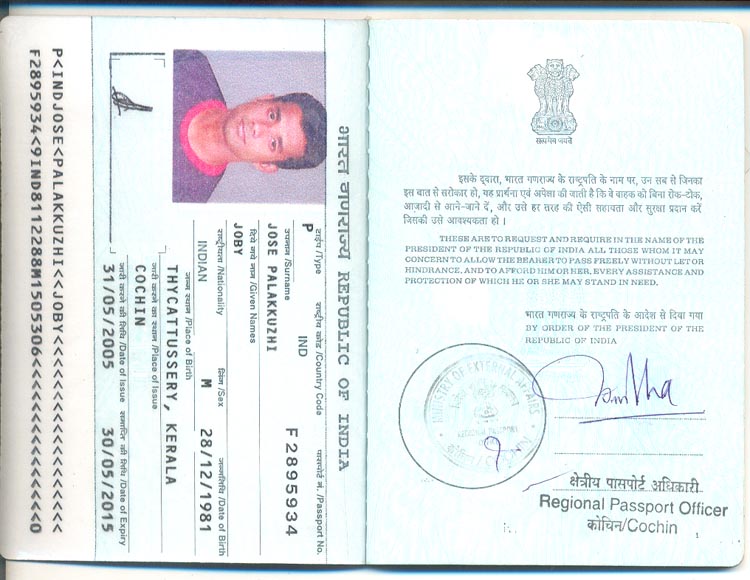 सत्यमेव जयते
इसके द्वारा, भारत गणराज्य के राष्ट्रपति के नाम पर, उन सब से जिनका
इस बात से सरोकार हो, यह प्रार्थना एवं अपेक्षा की जाती है कि वे वाहक को बिना रोक-टोक,
आज़ादी से आने-जाने दें, और उसे हर तरह की ऐसी सहायता और सुरक्षा प्रदान करें
जिसकी उसे आवश्यकता हो ।
THESE ARE TO REQUEST AND REQUIRE IN THE NAME OF THE
PRESIDENT OF THE REPUBLIC OF INDIA ALL THOSE WHOM IT MAY
CONCERN TO ALLOW THE BEARER TO PASS FREELY WITHOUT LET OR
HINDRANCE, AND TO AFFORD HIM OR HER, EVERY ASSISTANCE AND
PROTECTION OF WHICH HE OR SHE MAY STAND IN NEED.
भारत गणराज्य के राष्ट्रपति के आदेश से दिया गया
BY ORDER OF THE PRESIDENT OF THE
REPUBLIC OF INDIA
MINISTRY OF EXTERNAL AFFAIRS
क्षेत्रीय पासपोर्ट अधिकारी
Regional Passport Officer
कोचिन/Cochin
भारत गणराज्य REPUBLIC OF INDIA
टाईप /Type राष्ट्रीय कोड /Country Code पासपोर्ट नं. /Passport No.
P IND F2895934
उपनाम /Surname
JOSE PALAKKUZHI
दिये गये नाम /Given Names
JOBY
राष्ट्रीयता /Nationality लिंग /Sex जन्मतिथि /Date of Birth
INDIAN M 28/12/1981
जन्म स्थान /Place of Birth
THYCATTUSSERY, KERALA
जारी करने का स्थान /Place of Issue
COCHIN
जारी करने की तिथि /Date of Issue समाप्ति की तिथि /Date of Expiry
31/05/2005 30/05/2015
P<INDJOSE<PALAKKUZHI<<JOBY<<<<<<<<<<<<<<<<<<
F2895934<9IND8112288M1505306<<<<<<<<<<<<<<<0